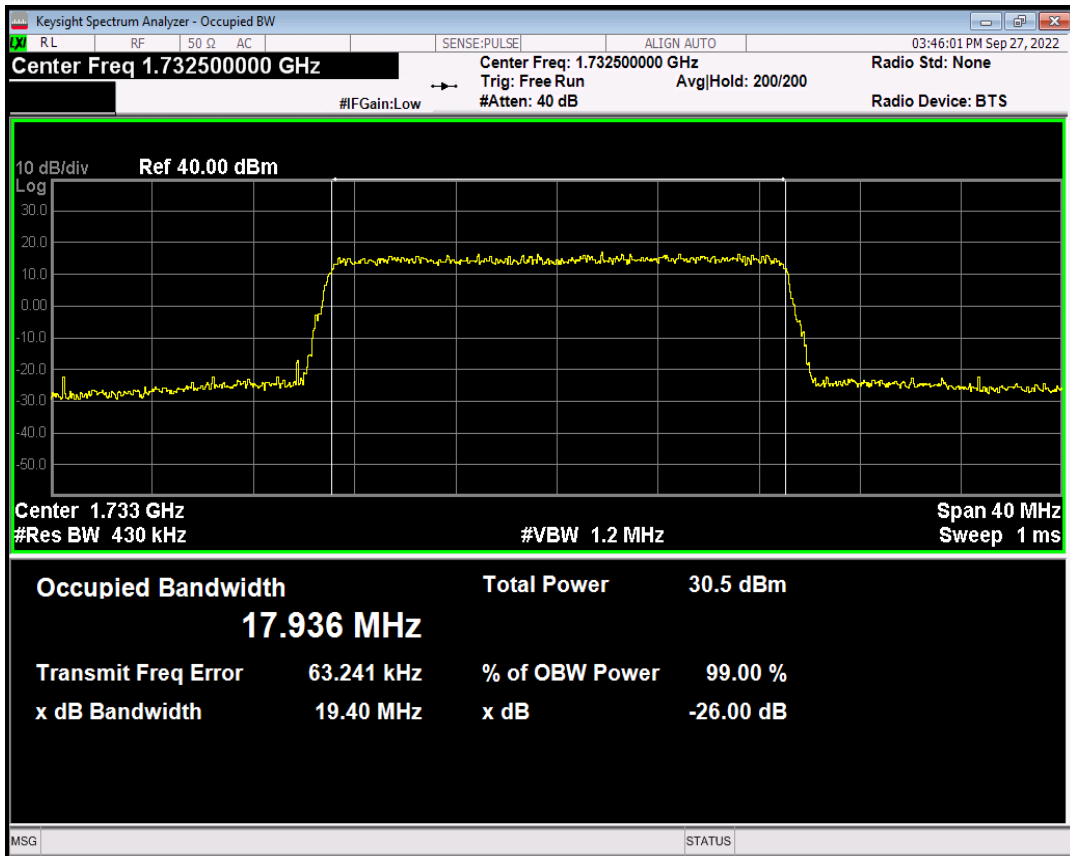 Keysight Spectrum Analyzer - Occupied BW
LXI RL RF 50 Ω AC SENSE:PULSE ALIGN AUTO 03:46:01 PM Sep 27, 2022
Center Freq 1.732500000 GHz Center Freq: 1.732500000 GHz Radio Std: None
Trig: Free Run Avg|Hold: 200/200
#IFGain:Low #Atten: 40 dB Radio Device: BTS
10 dB/div Ref 40.00 dBm
Log
30.0
20.0
10.0
0.00
-10.0
-20.0
-30.0
-40.0
-50.0
Center 1.733 GHz Span 40 MHz
#Res BW 430 kHz #VBW 1.2 MHz Sweep 1 ms
Occupied Bandwidth Total Power 30.5 dBm
17.936 MHz
Transmit Freq Error 63.241 kHz % of OBW Power 99.00 %
x dB Bandwidth 19.40 MHz x dB -26.00 dB
MSG STATUS